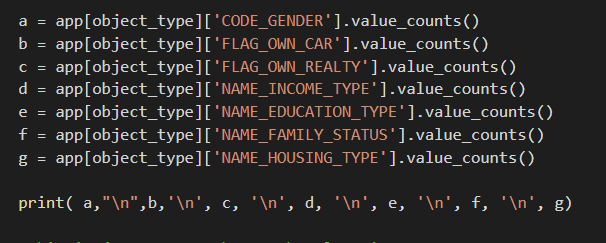 a = app[object_type]['CODE_GENDER'].value_counts()
b = app[object_type]['FLAG_OWN_CAR'].value_counts()
c = app[object_type]['FLAG_OWN_REALTY'].value_counts()
d = app[object_type]['NAME_INCOME_TYPE'].value_counts()
e = app[object_type]['NAME_EDUCATION_TYPE'].value_counts()
f = app[object_type]['NAME_FAMILY_STATUS'].value_counts()
g = app[object_type]['NAME_HOUSING_TYPE'].value_counts()
print( a,"\n",b,'\n', c, '\n', d, '\n', e, '\n', f, '\n', g)